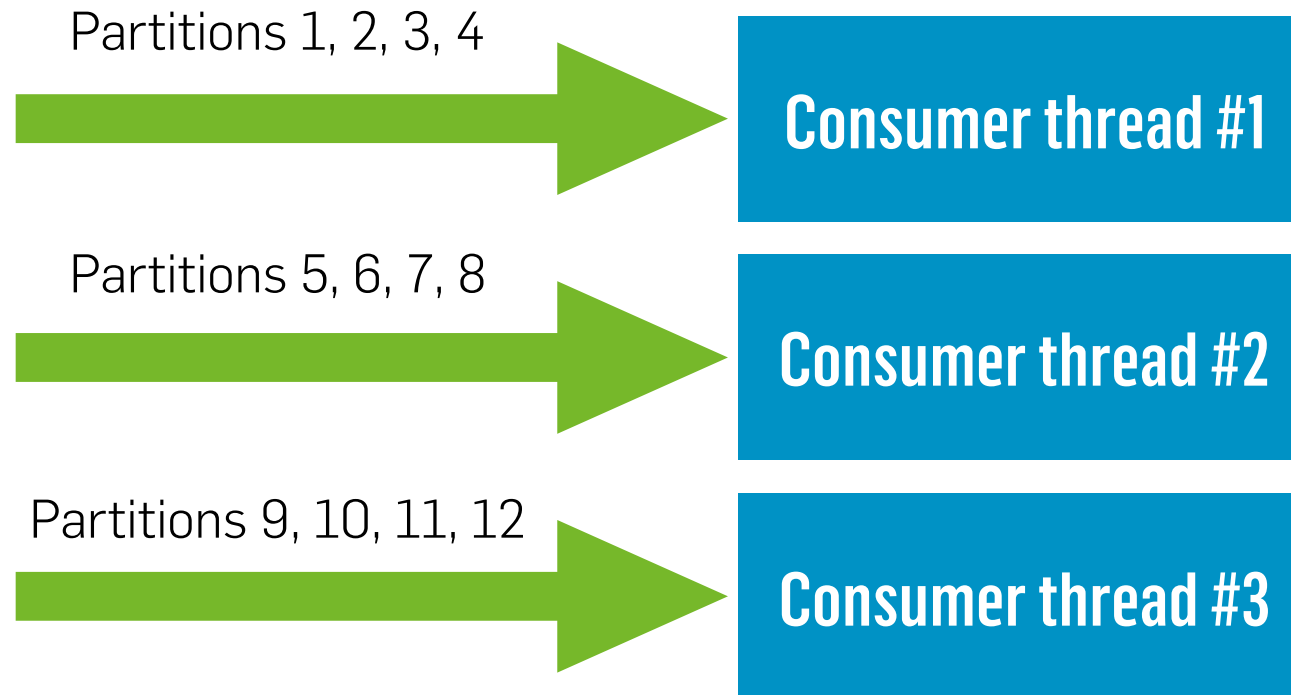 Partitions 1, 2, 3, 4
Consumer thread #1
Partitions 5, 6, 7, 8
Consumer thread #2
Partitions 9, 10, 11, 12
Consumer thread #3